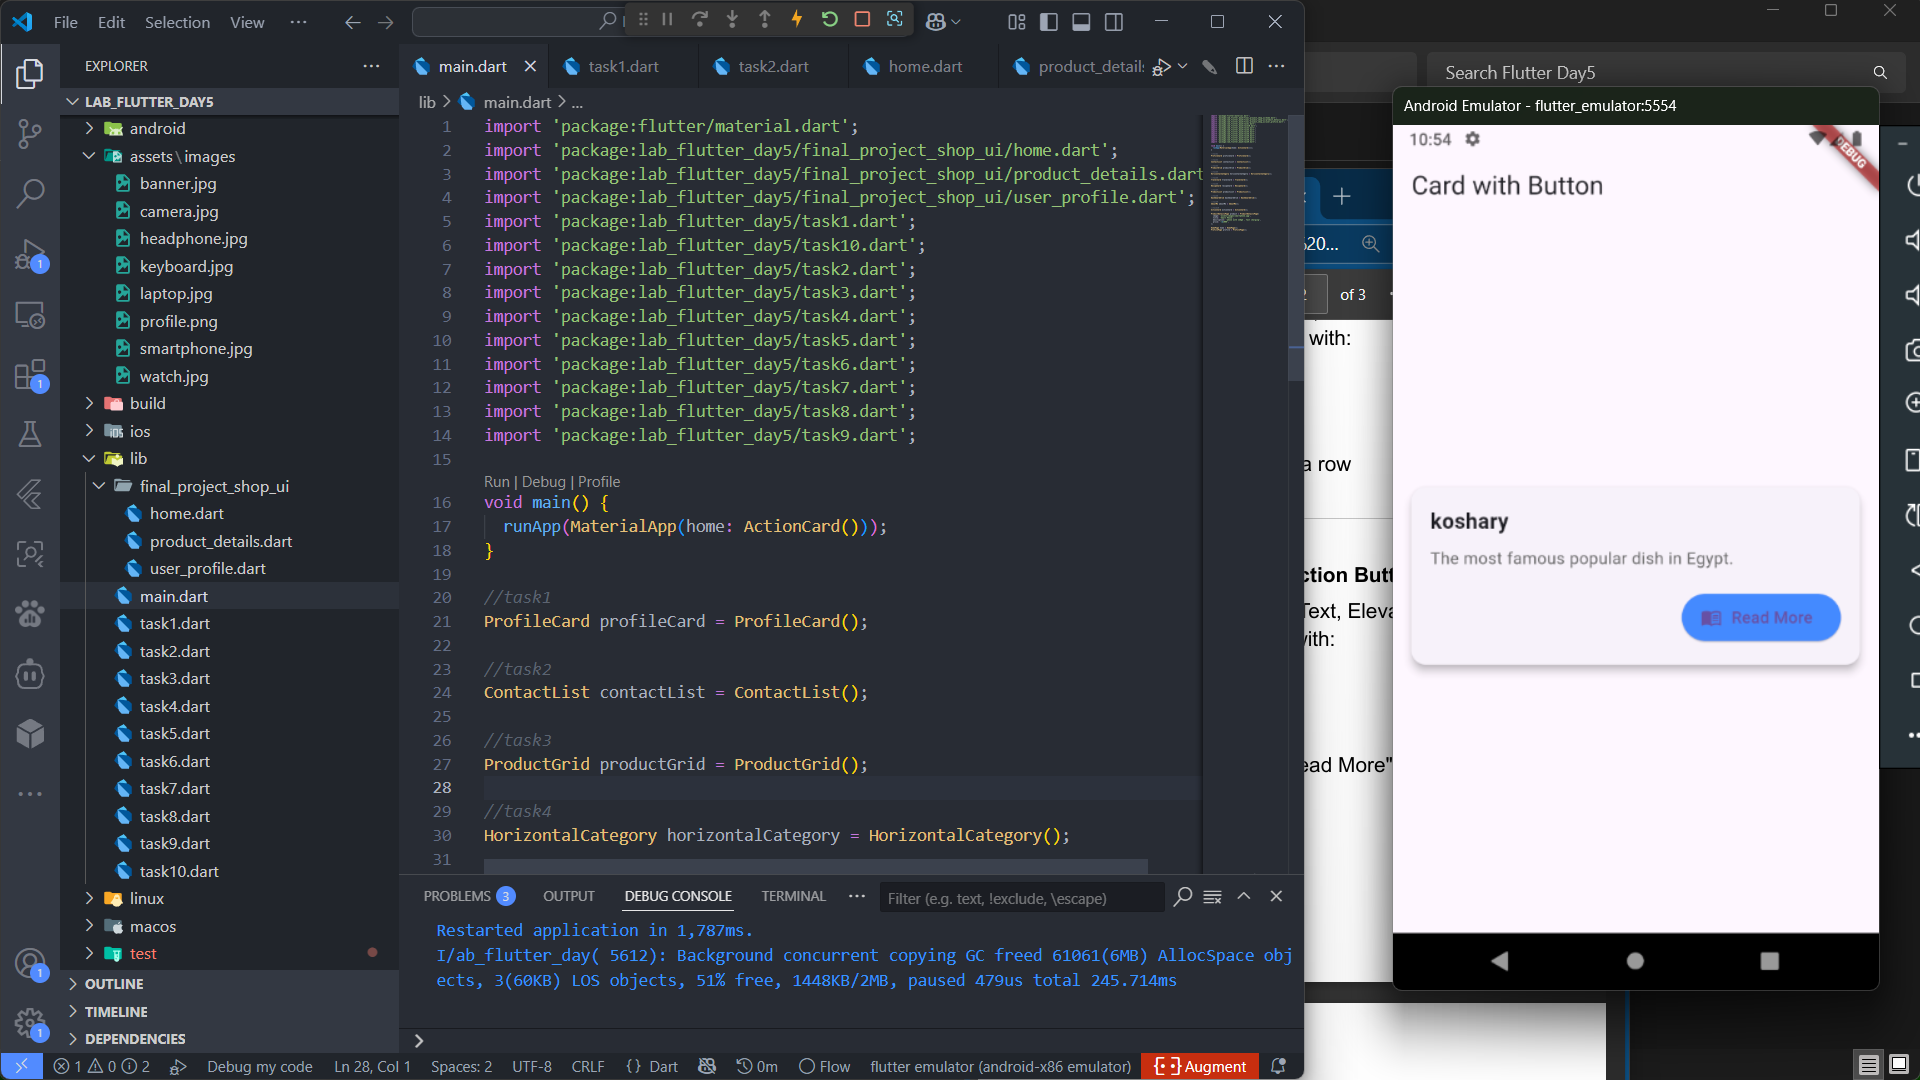 File Edit Selection View
EXPLORER
LAB_FLUTTER_DAY5
android
assets\images
banner.jpg
camera.jpg
headphone.jpg
keyboard.jpg
laptop.jpg
profile.png
smartphone.jpg
watch.jpg
build
ios
lib
final_project_shop_ui
home.dart
product_details.dart
user_profile.dart
main.dart
task1.dart
task2.dart
task3.dart
task4.dart
task5.dart
task6.dart
task7.dart
task8.dart
task9.dart
task10.dart
linux
macos
test
OUTLINE
TIMELINE
DEPENDENCIES
main.dart task1.dart task2.dart home.dart product_details
lib > main.dart > ...
1 import 'package:flutter/material.dart';
2 import 'package:lab_flutter_day5/final_project_shop_ui/home.dart';
3 import 'package:lab_flutter_day5/final_project_shop_ui/product_details.dart
4 import 'package:lab_flutter_day5/final_project_shop_ui/user_profile.dart';
5 import 'package:lab_flutter_day5/task1.dart';
6 import 'package:lab_flutter_day5/task10.dart';
7 import 'package:lab_flutter_day5/task2.dart';
8 import 'package:lab_flutter_day5/task3.dart';
9 import 'package:lab_flutter_day5/task4.dart';
10 import 'package:lab_flutter_day5/task5.dart';
11 import 'package:lab_flutter_day5/task6.dart';
12 import 'package:lab_flutter_day5/task7.dart';
13 import 'package:lab_flutter_day5/task8.dart';
14 import 'package:lab_flutter_day5/task9.dart';
15
Run | Debug | Profile
16 void main() {
17 runApp(MaterialApp(home: ActionCard()));
18 }
19
20 //task1
21 ProfileCard profileCard = ProfileCard();
22
23 //task2
24 ContactList contactList = ContactList();
25
26 //task3
27 ProductGrid productGrid = ProductGrid();
28
29 //task4
30 HorizontalCategory horizontalCategory = HorizontalCategory();
31
PROBLEMS 3 OUTPUT DEBUG CONSOLE TERMINAL Filter (e.g. text, !exclude, \escape)
Restarted application in 1,787ms.
I/ab_flutter_day( 5612): Background concurrent copying GC freed 61061(6MB) AllocSpace obj
ects, 3(60KB) LOS objects, 51% free, 1448KB/2MB, paused 479us total 245.714ms
1 0 2 Debug my code Ln 28, Col 1 Spaces: 2 UTF-8 CRLF {} Dart 0m Flow flutter emulator (android-x86 emulator) Augment
Search Flutter Day5
620...
2 of 3
with:
a row
ction Butt
Text, Eleva
vith:
ead More"
Android Emulator - flutter_emulator:5554
10:54
DEBUG
Card with Button
koshary
The most famous popular dish in Egypt.
Read More